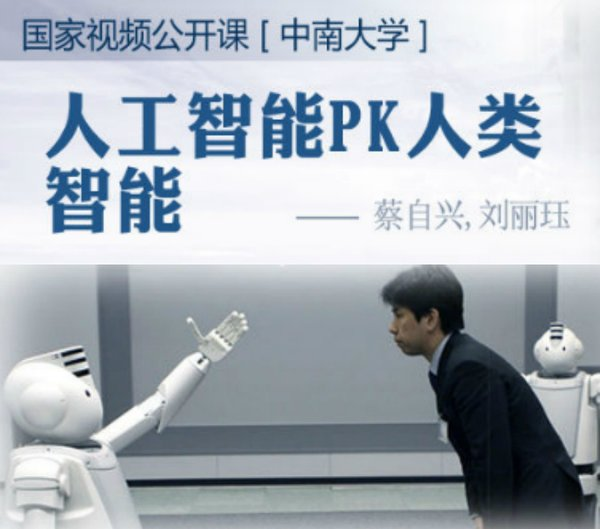 国家视频公开课 [ 中南大学 ]
人工智能PK人类
智能
—— 蔡自兴, 刘丽珏